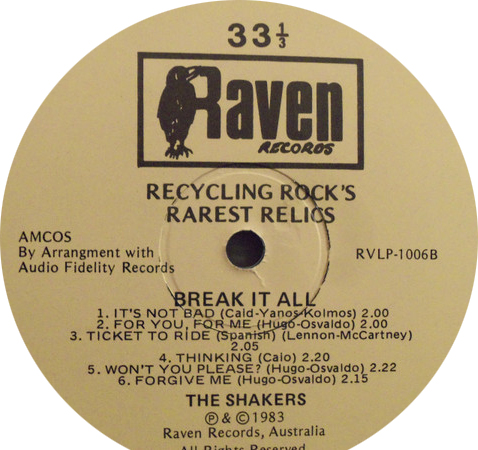 33⅓
Raven
RECORDS
RECYCLING ROCK'S
RAREST RELICS
AMCOS
By Arrangment with
Audio Fidelity Records
RVLP-1006B
BREAK IT ALL
1. IT'S NOT BAD (Cald-Yanos/Kolmos) 2.00
2. FOR YOU, FOR ME (Hugo-Osvaldo) 2.00
3. TICKET TO RIDE (Spanish) (Lennon-McCartney)
2.05
4. THINKING (Caio) 2.20
5. WON'T YOU PLEASE? (Hugo-Osvaldo) 2.22
6. FORGIVE ME (Hugo-Osvaldo) 2.15
THE SHAKERS
℗ & © 1983
Raven Records, Australia
All Rights Reserved